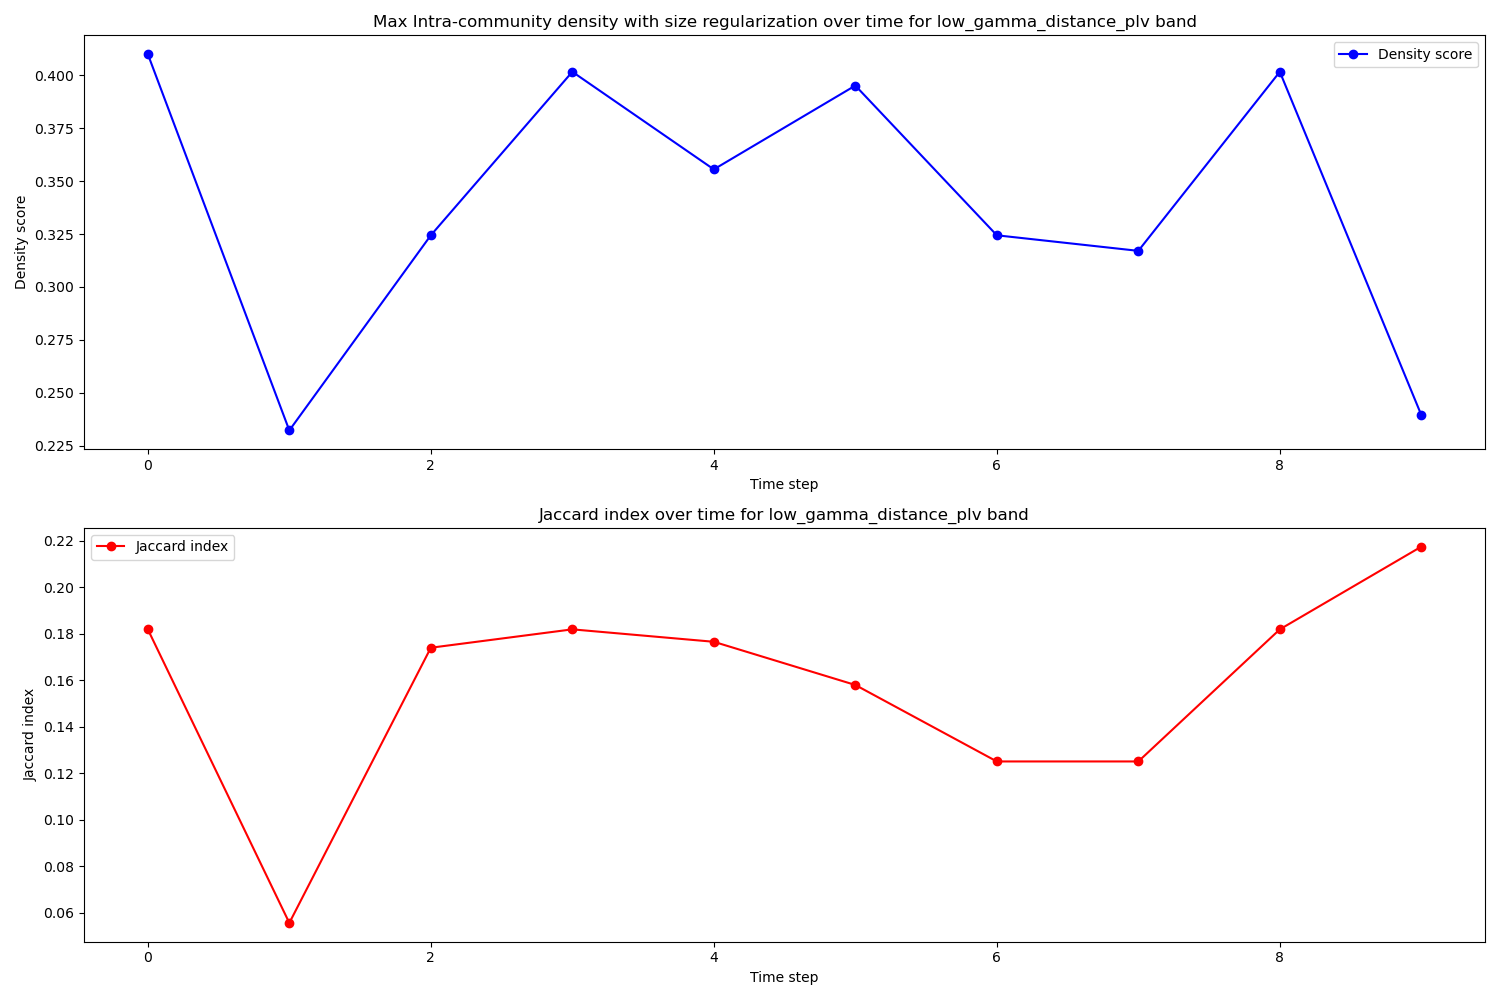 Max Intra-community density with size regularization over time for low_gamma_distance_plv band
Density score
0.400
0.375
0.350
0.325
0.300
0.275
0.250
0.225
Density score
0 2 4 6 8
Time step
Jaccard index over time for low_gamma_distance_plv band
Jaccard index
0.22
0.20
0.18
0.16
0.14
0.12
0.10
0.08
0.06
Jaccard index
0 2 4 6 8
Time step